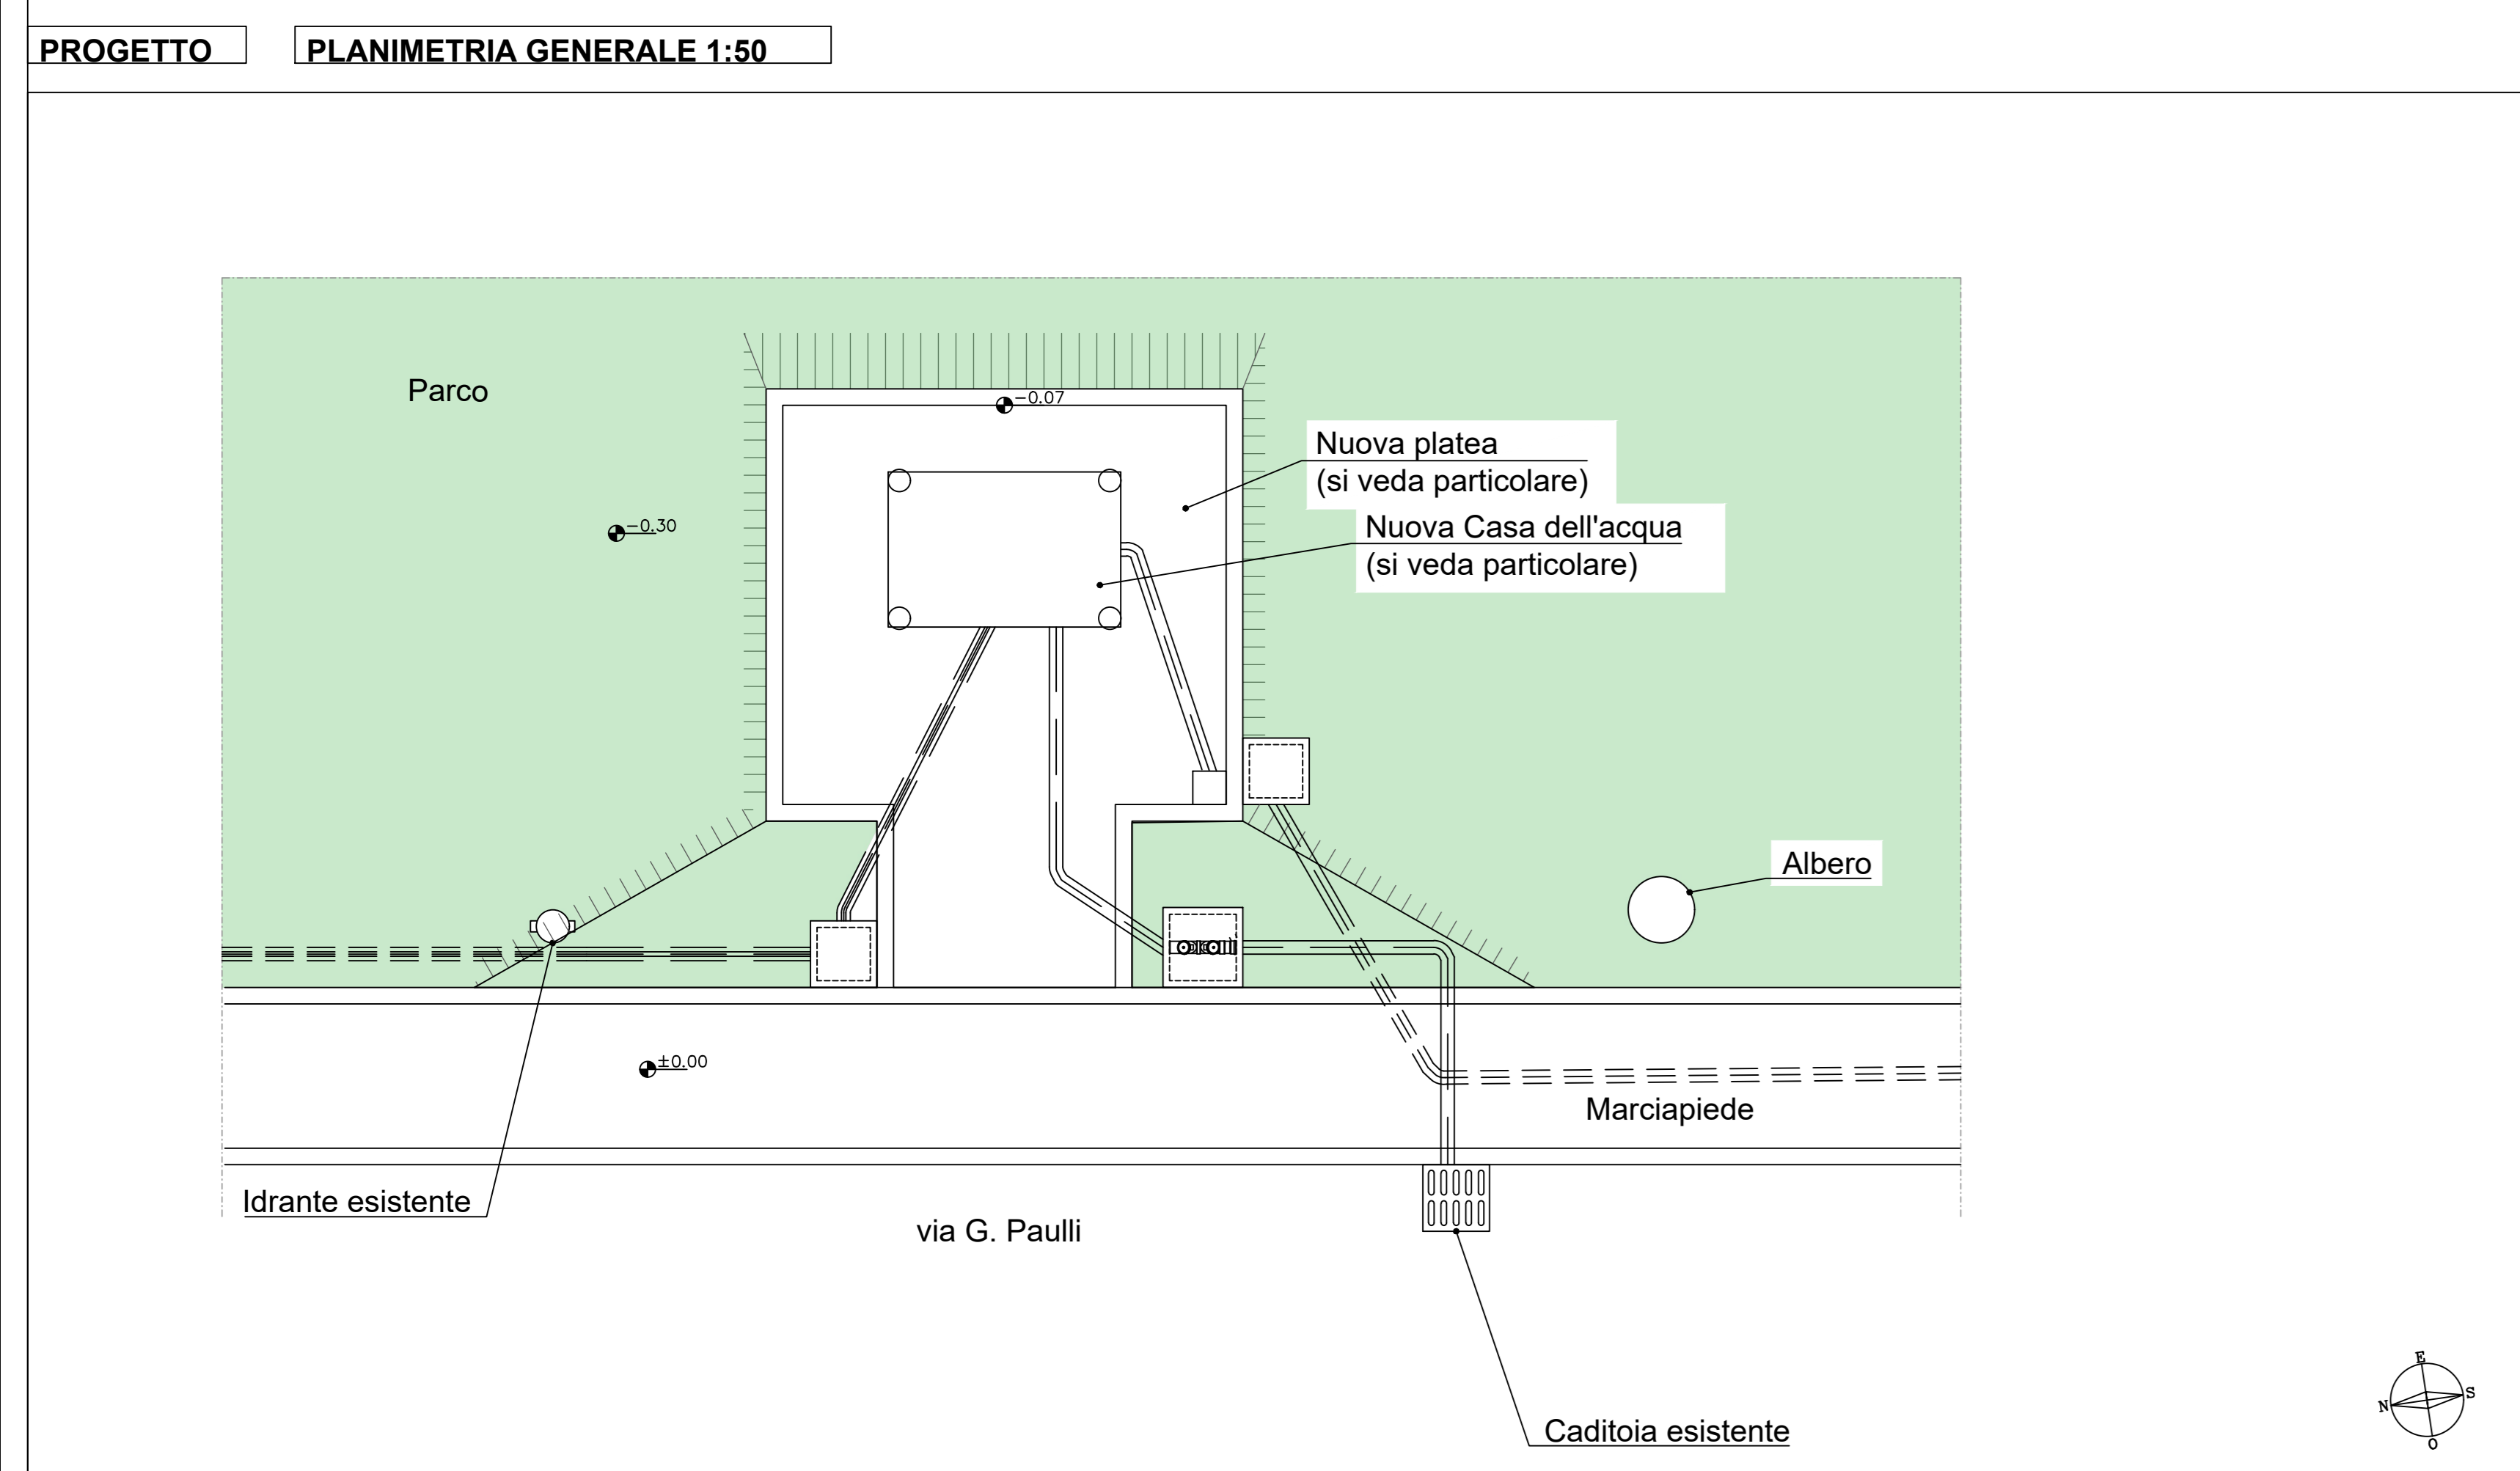 PROGETTO
PLANIMETRIA GENERALE 1:50
Parco
-0.07
Nuova platea
(si veda particolare)
-0.30
Nuova Casa dell'acqua
(si veda particolare)
Albero
±0.00
Marciapiede
Idrante esistente
via G. Paulli
Caditoia esistente
E
S
N
O